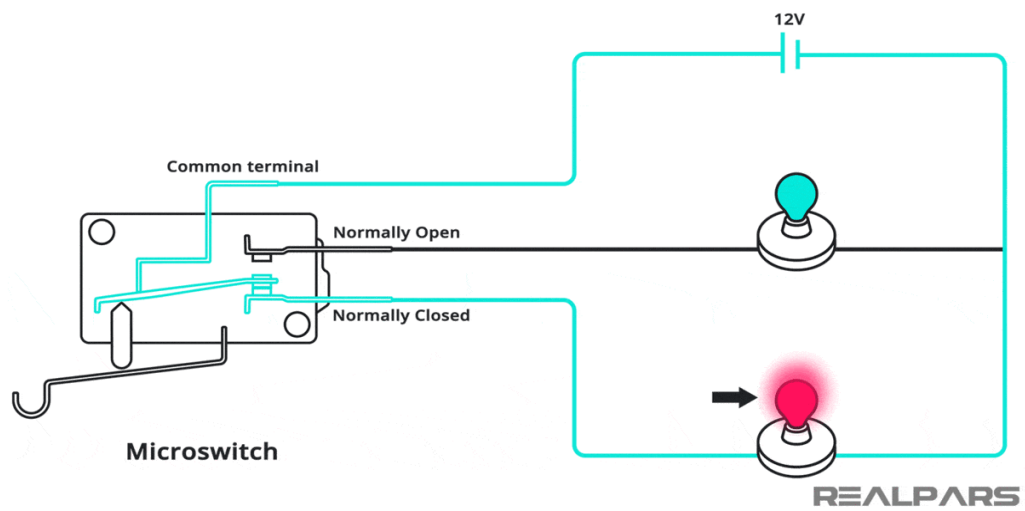 12V
Common terminal
Normally Open
Normally Closed
Microswitch
REALPARS